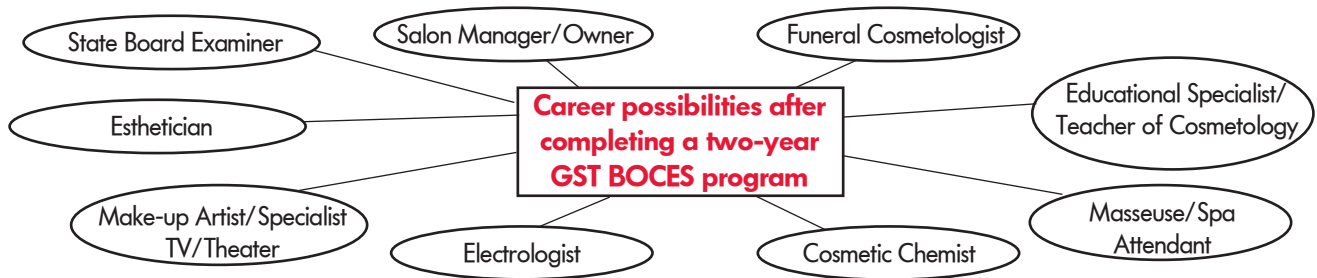 State Board Examiner
Salon Manager/Owner
Funeral Cosmetologist
Esthetician
Career possibilities after
completing a two-year
GST BOCES program
Educational Specialist/
Teacher of Cosmetology
Make-up Artist/Specialist
TV/Theater
Electrologist
Cosmetic Chemist
Masseuse/Spa
Attendant